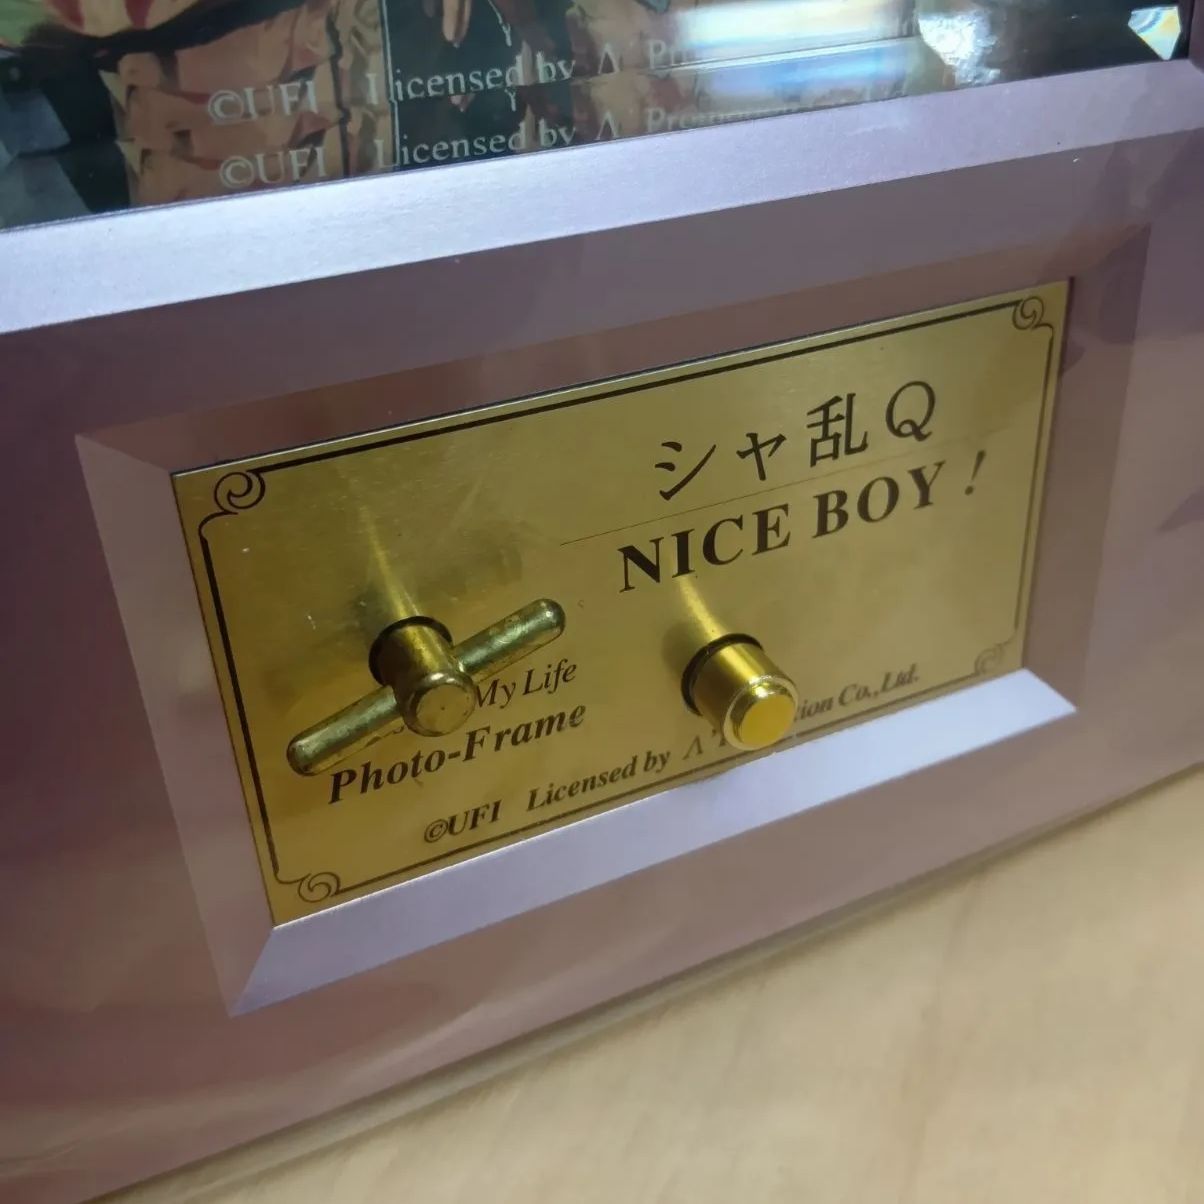 ©UFI Licensed by Λ
©UFI Licensed by Λ
シャ乱Q
NICE BOY!
My Life
Photo-Frame
©UFI Licensed by Λ Co.,Ltd.